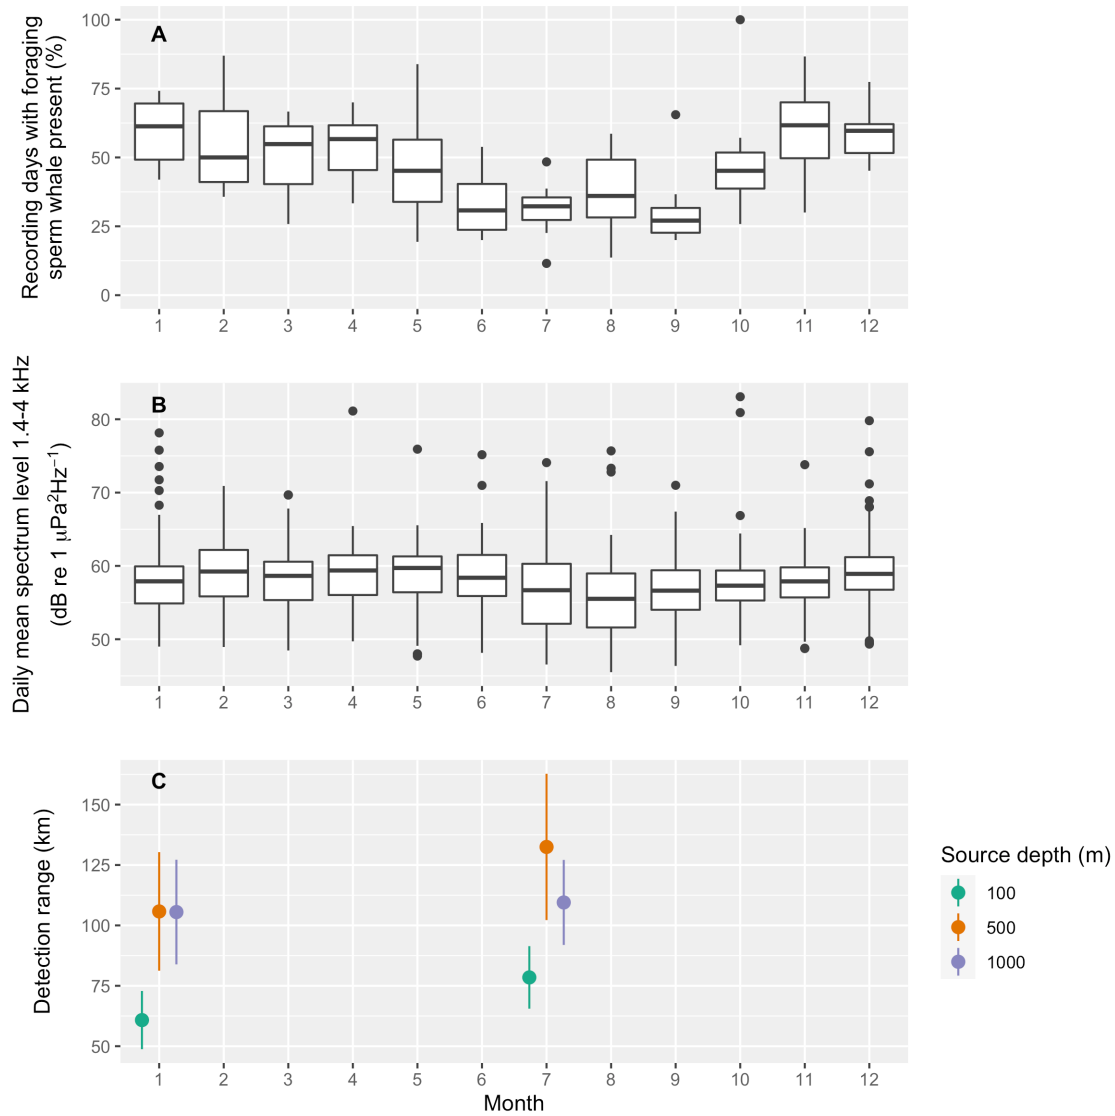 A
Recording days with foraging
sperm whale present (%)
100
75
50
25
0
1 2 3 4 5 6 7 8 9 10 11 12
B
Daily mean spectrum level 1.4-4 kHz
(dB re 1 μPa²Hz⁻¹)
80
70
60
50
1 2 3 4 5 6 7 8 9 10 11 12
C
Detection range (km)
150
125
100
75
50
1 2 3 4 5 6 7 8 9 10 11 12
Month
Source depth (m)
100
500
1000